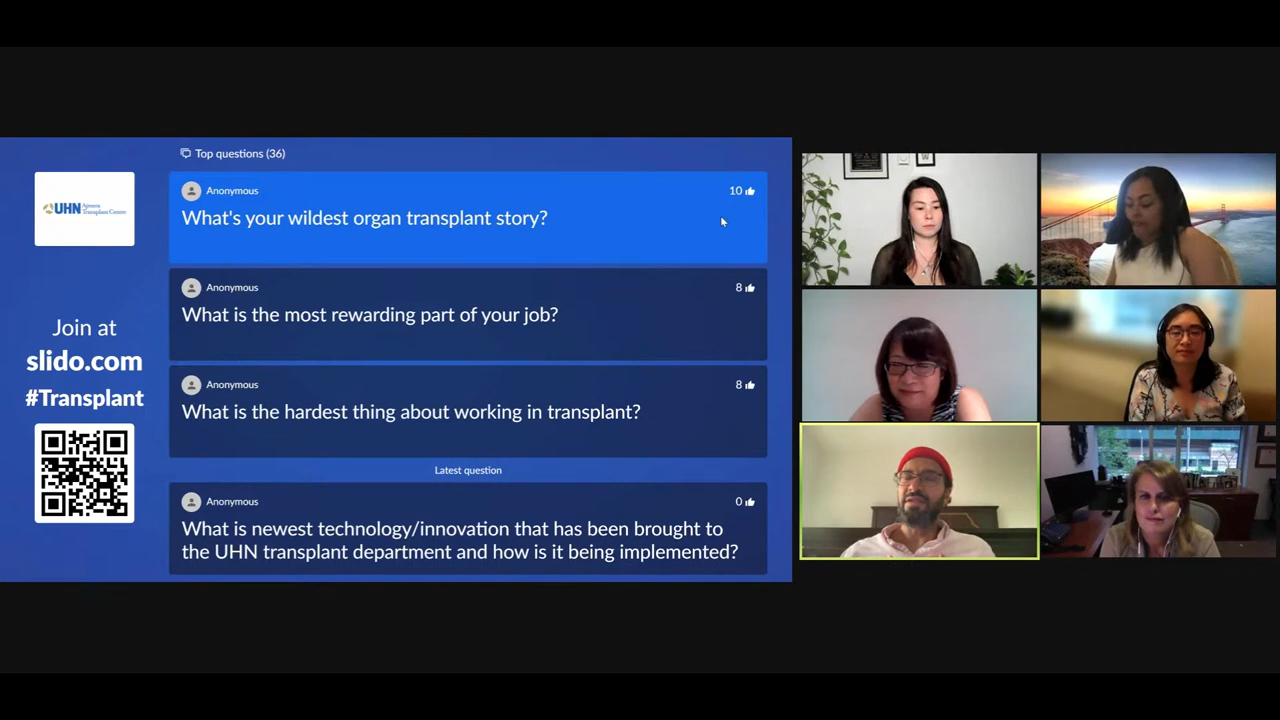 Top questions (36)
Anonymous
10
What's your wildest organ transplant story?
Anonymous
8
What is the most rewarding part of your job?
Anonymous
8
What is the hardest thing about working in transplant?
Latest question
Anonymous
0
What is newest technology/innovation that has been brought to
the UHN transplant department and how is it being implemented?
UHN Ajmera
Transplant Centre
Join at
slido.com
#Transplant